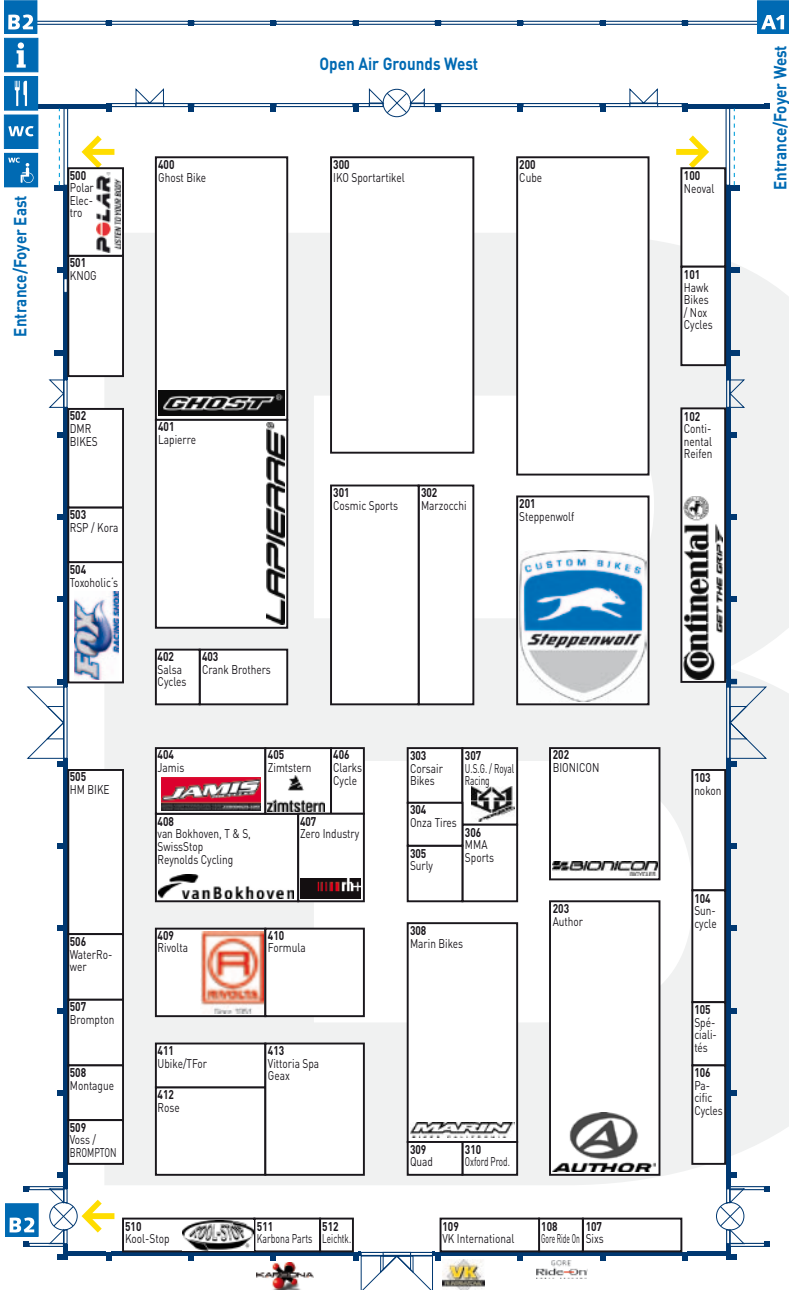 B2
A1
Open Air Grounds West
Entrance/Foyer West
WC
WC
Entrance/Foyer East
500
Polar
Elec-
tro
POLAR
LISTEN TO YOUR BODY
400
Ghost Bike
GHOST
300
IKO Sportartikel
200
Cube
100
Neoval
501
KNOG
101
Hawk
Bikes
/ Nox
Cycles
502
DMR
BIKES
401
Lapierre
LAPIERRE
102
Conti-
nental
Reifen
Continental
GET THE GRIP
503
RSP / Kora
504
Toxoholic's
FOX
RACING SHOX
301
Cosmic Sports
302
Marzocchi
201
Steppenwolf
CUSTOM BIKES
Steppenwolf
402
Salsa
Cycles
403
Crank Brothers
505
HM BIKE
404
Jamis
JAMIS
405
Zimtstern
zimtstern
406
Clarks
Cycle
408
van Bokhoven, T & S,
SwissStop
Reynolds Cycling
vanBokhoven
407
Zero Industry
rh+
303
Corsair
Bikes
307
U.S.G. / Royal
Racing
304
Onza Tires
305
Surly
306
MMA
Sports
202
BIONICON
BIONICON
BICYCLES
103
nokon
104
Sun-
cycle
409
Rivolta
RIVOLTA
Since 1951
410
Formula
308
Marin Bikes
MARIN
BIKES CALIFORNIA
203
Author
AUTHOR
506
WaterRo-
wer
507
Brompton
105
Spé-
ciali-
tés
508
Montague
411
Ubike/TFor
413
Vittoria Spa
Geax
106
Pa-
cific
Cycles
412
Rose
509
Voss /
BROMPTON
309
Quad
310
Oxford Prod.
B2
510
Kool-Stop
KOOL-STOP
511
Karbona Parts
512
Leichtk.
109
VK International
108
Gore Ride On
107
Sixs
KARBONA
VK
GORE
Ride-On